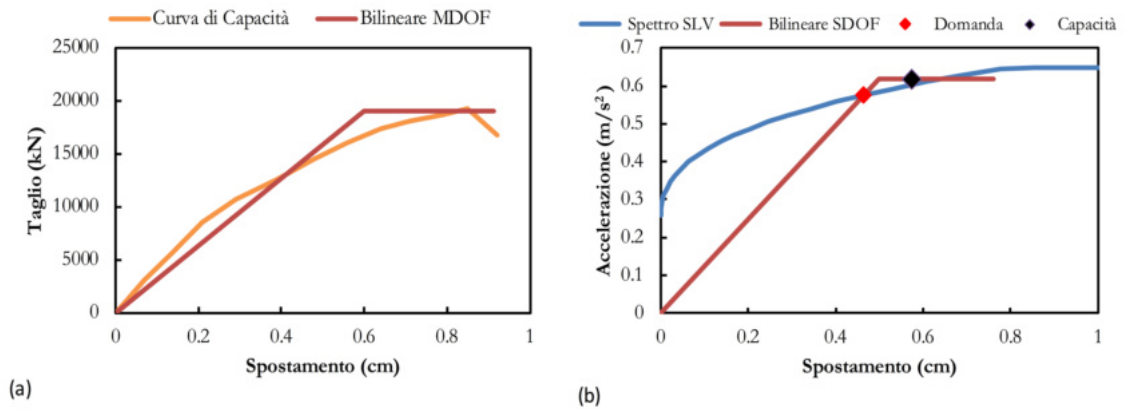 Curva di Capacità Bilineare MDOF
25000
20000
15000
10000
5000
0
Taglio (kN)
0 0.2 0.4 0.6 0.8 1
Spostamento (cm)
(a)
Spettro SLV Bilineare SDOF Domanda Capacità
0.7
0.6
0.5
0.4
0.3
0.2
0.1
0
Accelerazione (m/s²)
0 0.2 0.4 0.6 0.8 1
Spostamento (cm)
(b)